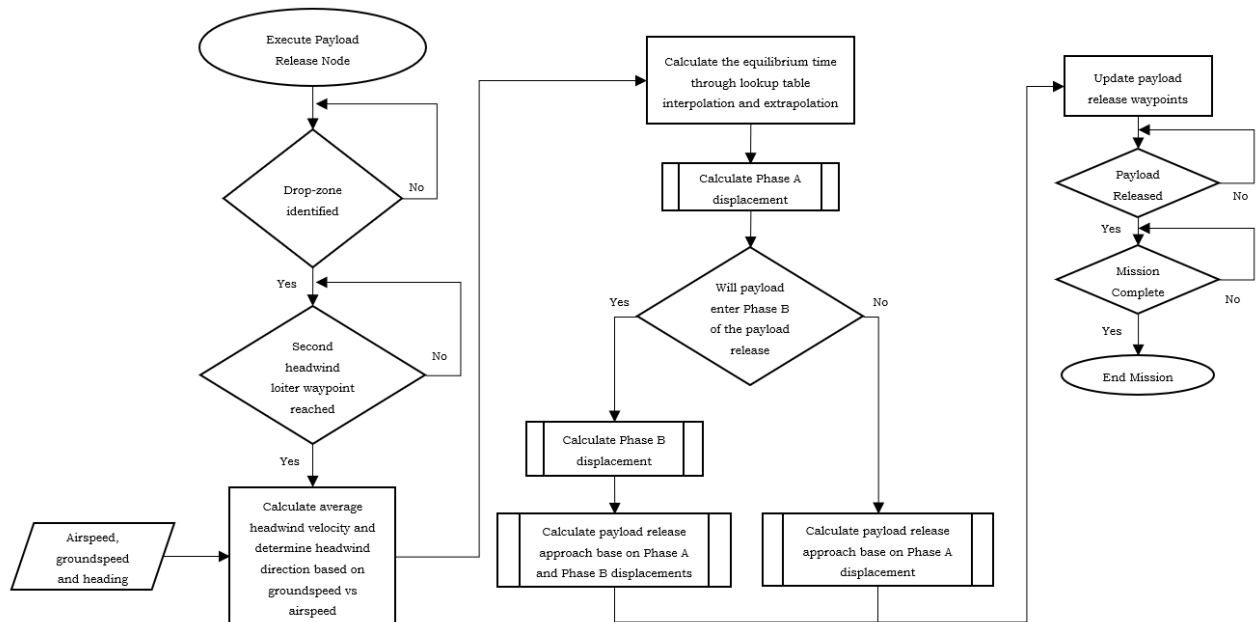 Execute Payload
Release Node
Drop-zone
identified
No
Yes
Second
headwind
loiter waypoint
reached
No
Yes
Airspeed,
groundspeed
and heading
Calculate average
headwind velocity and
determine headwind
direction based on
groundspeed vs
airspeed
Calculate the equilibrium time
through lookup table
interpolation and extrapolation
Calculate Phase A
displacement
Will payload
enter Phase B
of the payload
release
Yes
No
Calculate Phase B
displacement
Calculate payload release
approach base on Phase A
and Phase B displacements
Calculate payload release
approach base on Phase A
displacement
Update payload
release waypoints
Payload
Released
No
Yes
Mission
Complete
No
Yes
End Mission